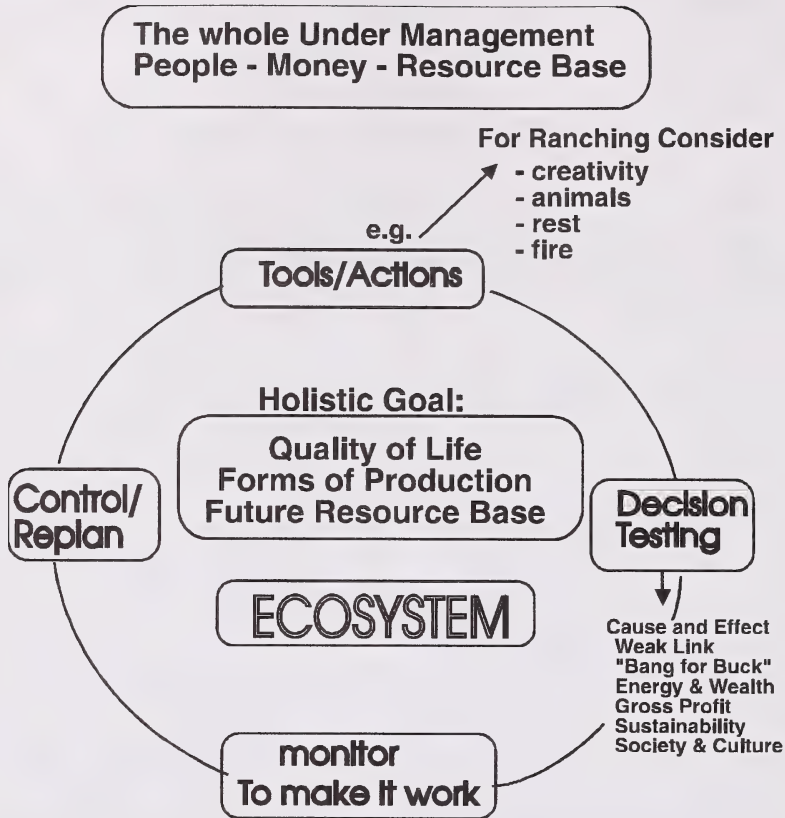 The whole Under Management
People - Money - Resource Base
For Ranching Consider
- creativity
- animals
- rest
- fire
e.g.
Tools/Actions
Holistic Goal:
Quality of Life
Forms of Production
Future Resource Base
Control/
Replan
Decision
Testing
ECOSYSTEM
Cause and Effect
Weak Link
"Bang for Buck"
Energy & Wealth
Gross Profit
Sustainability
Society & Culture
monitor
To make it work